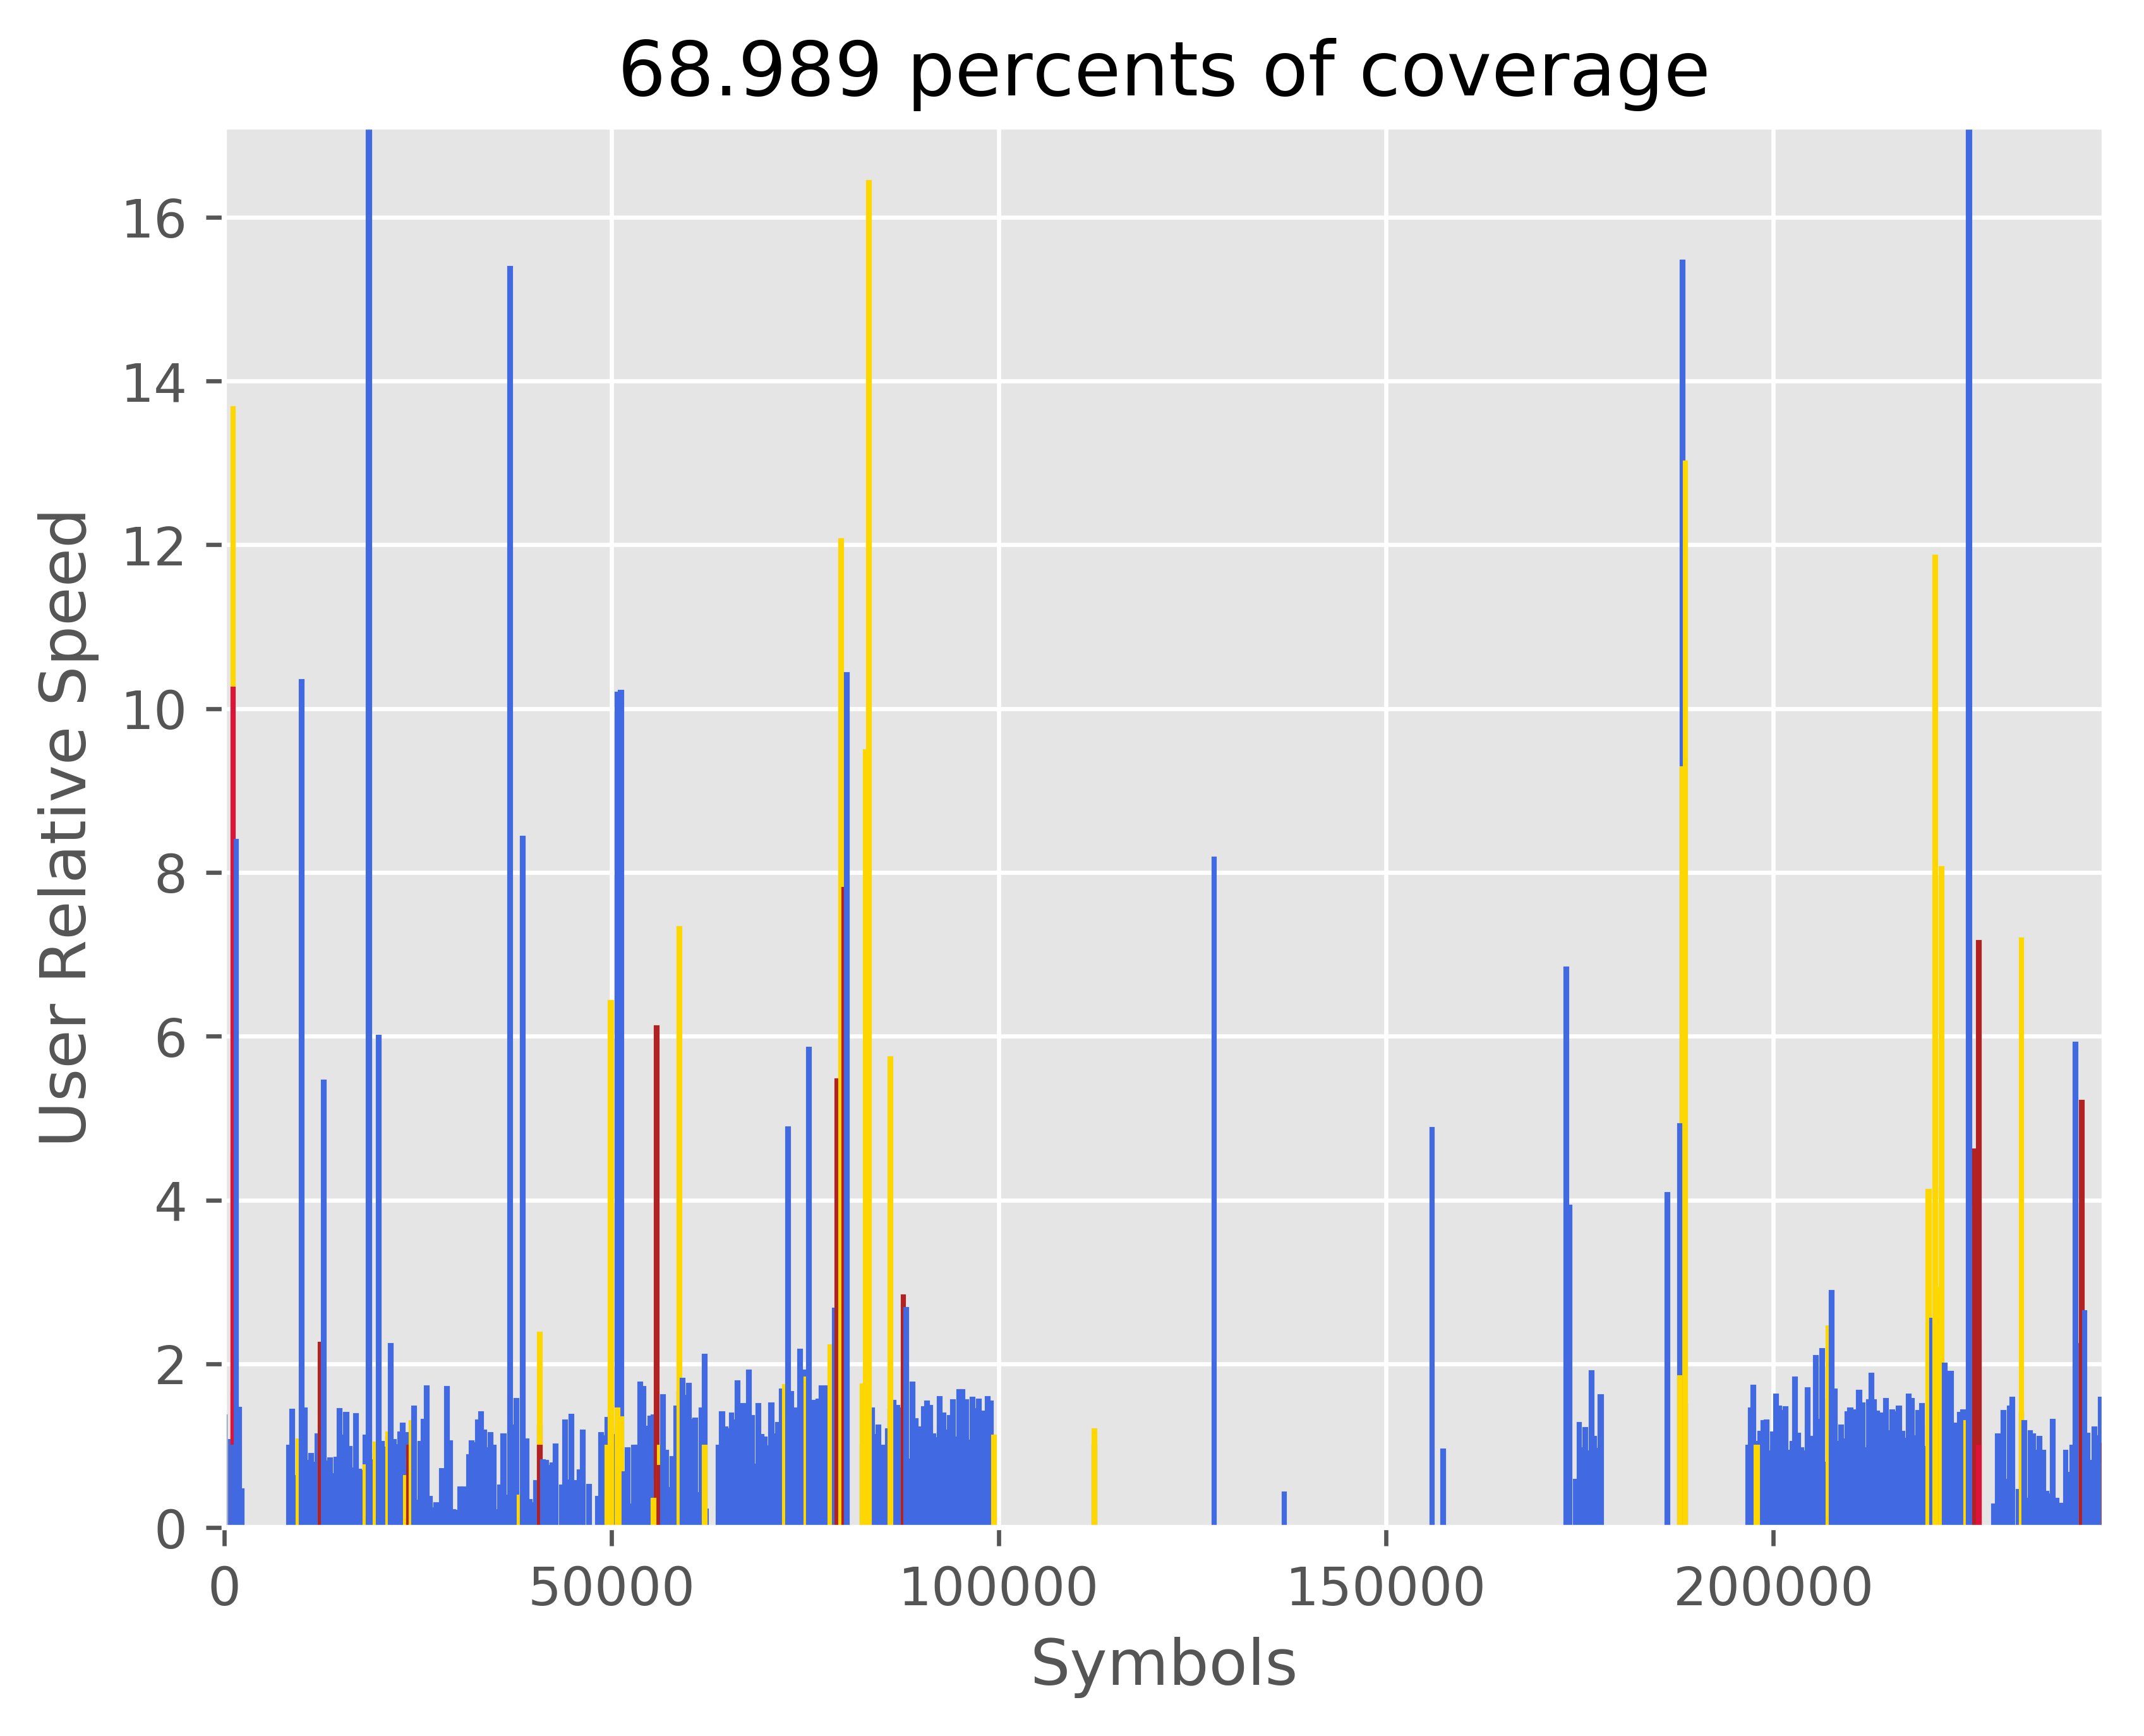 68.989 percents of coverage
16
14
12
10
8
6
4
2
0
User Relative Speed
0 50000 100000 150000 200000
Symbols